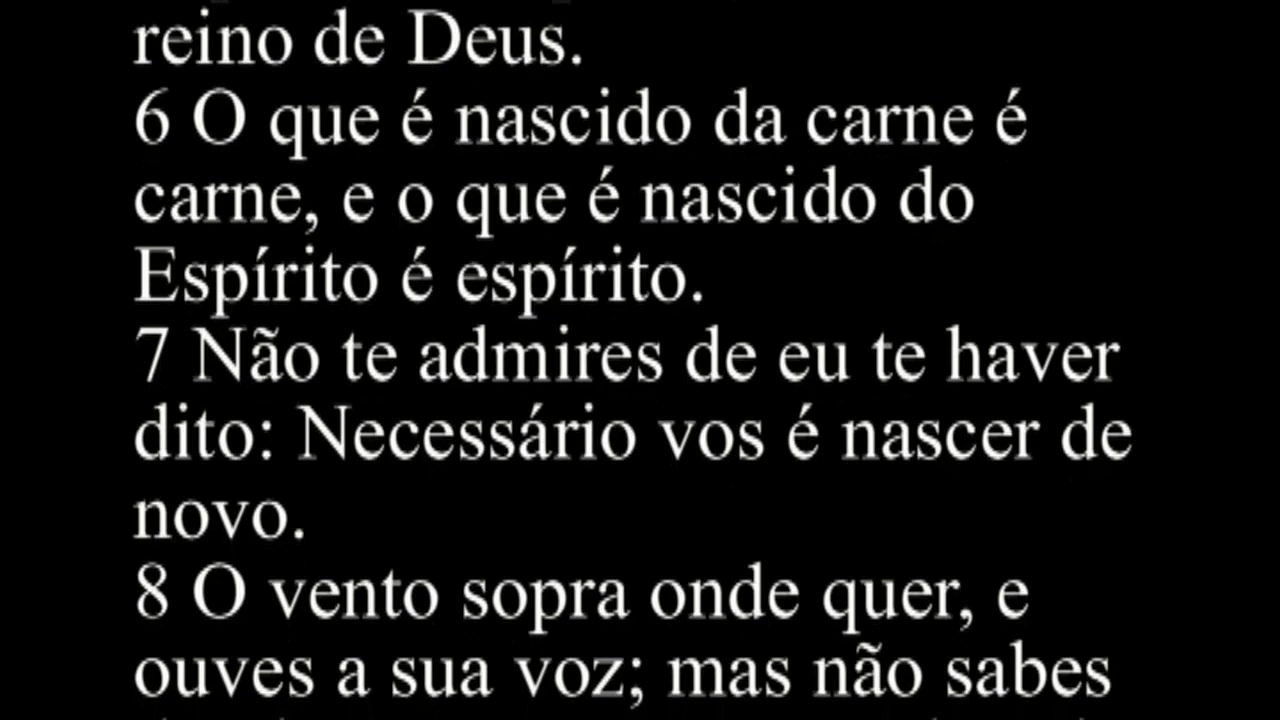 reino de Deus.
6 O que é nascido da carne é
carne, e o que é nascido do
Espírito é espírito.
7 Não te admires de eu te haver
dito: Necessário vos é nascer de
novo.
8 O vento sopra onde quer, e
ouves a sua voz; mas não sabes